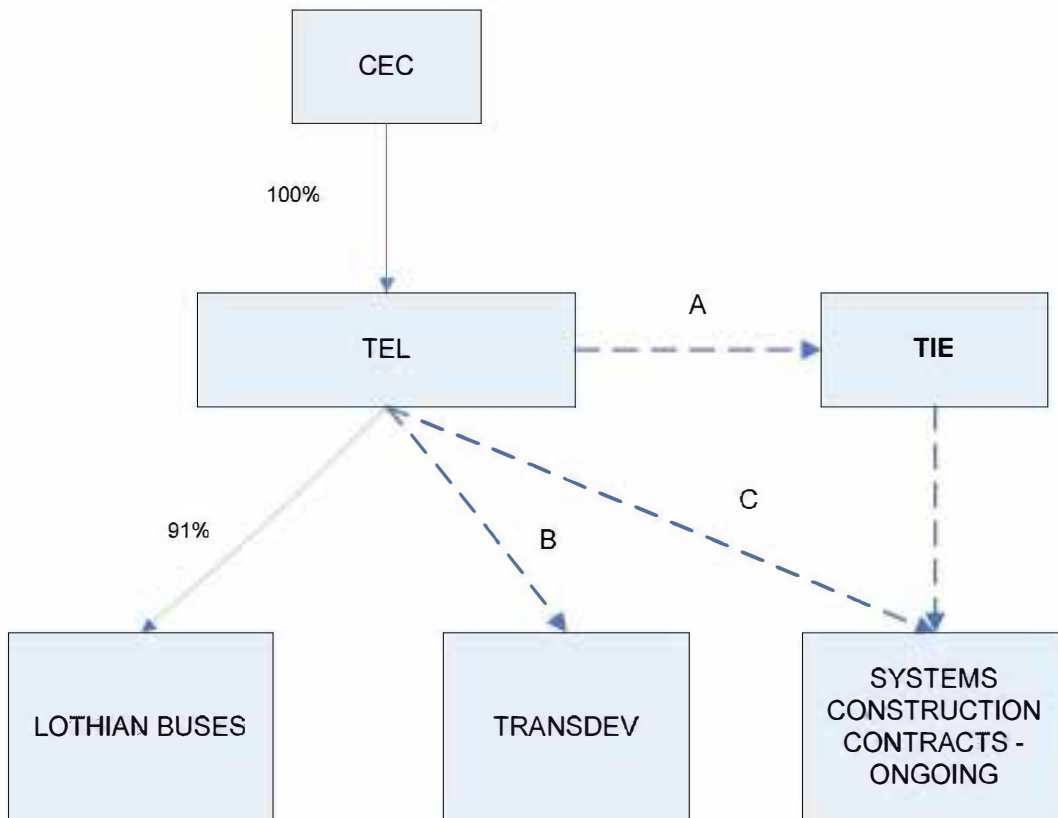 CEC
100%
TEL
A
TIE
91%
B
C
LOTHIAN BUSES
TRANSDEV
SYSTEMS
CONSTRUCTION
CONTRACTS -
ONGOING